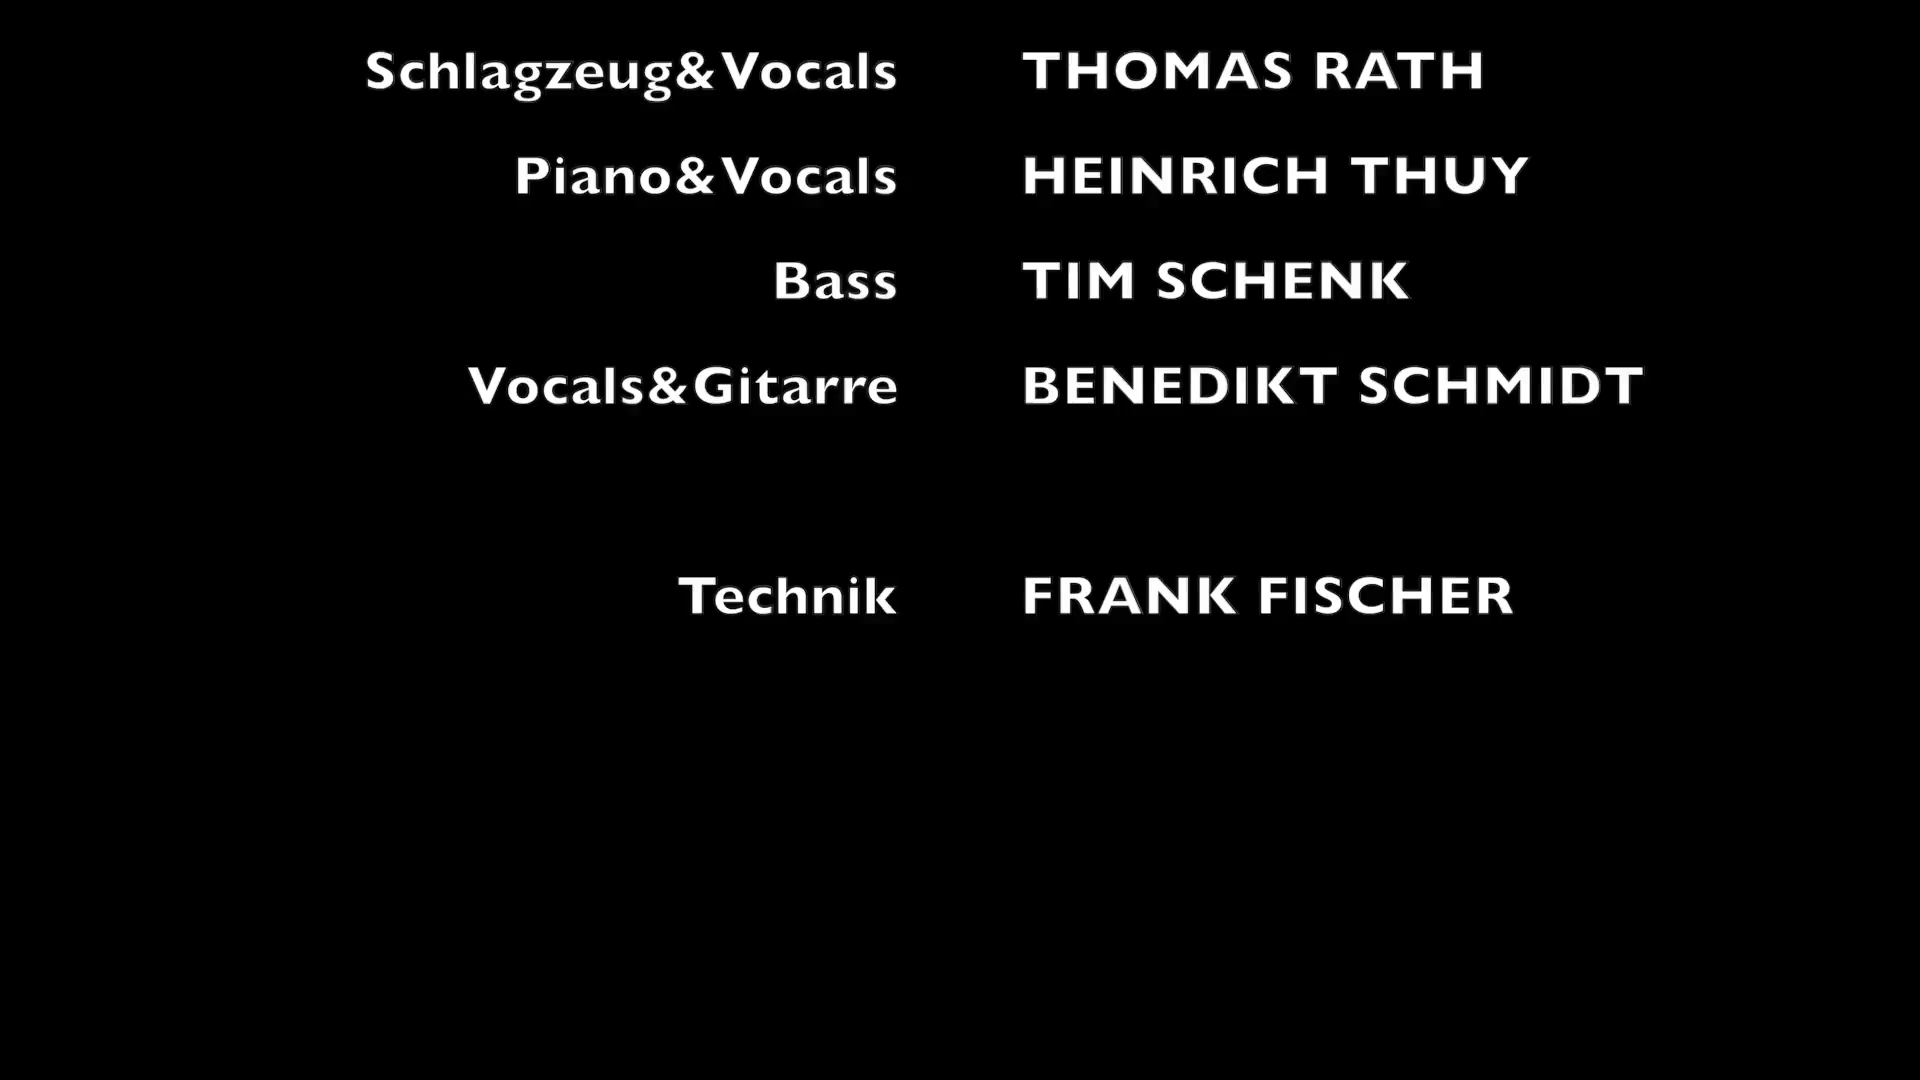 Schlagzeug&Vocals THOMAS RATH
Piano&Vocals HEINRICH THUY
Bass TIM SCHENK
Vocals&Gitarre BENEDIKT SCHMIDT
Technik FRANK FISCHER